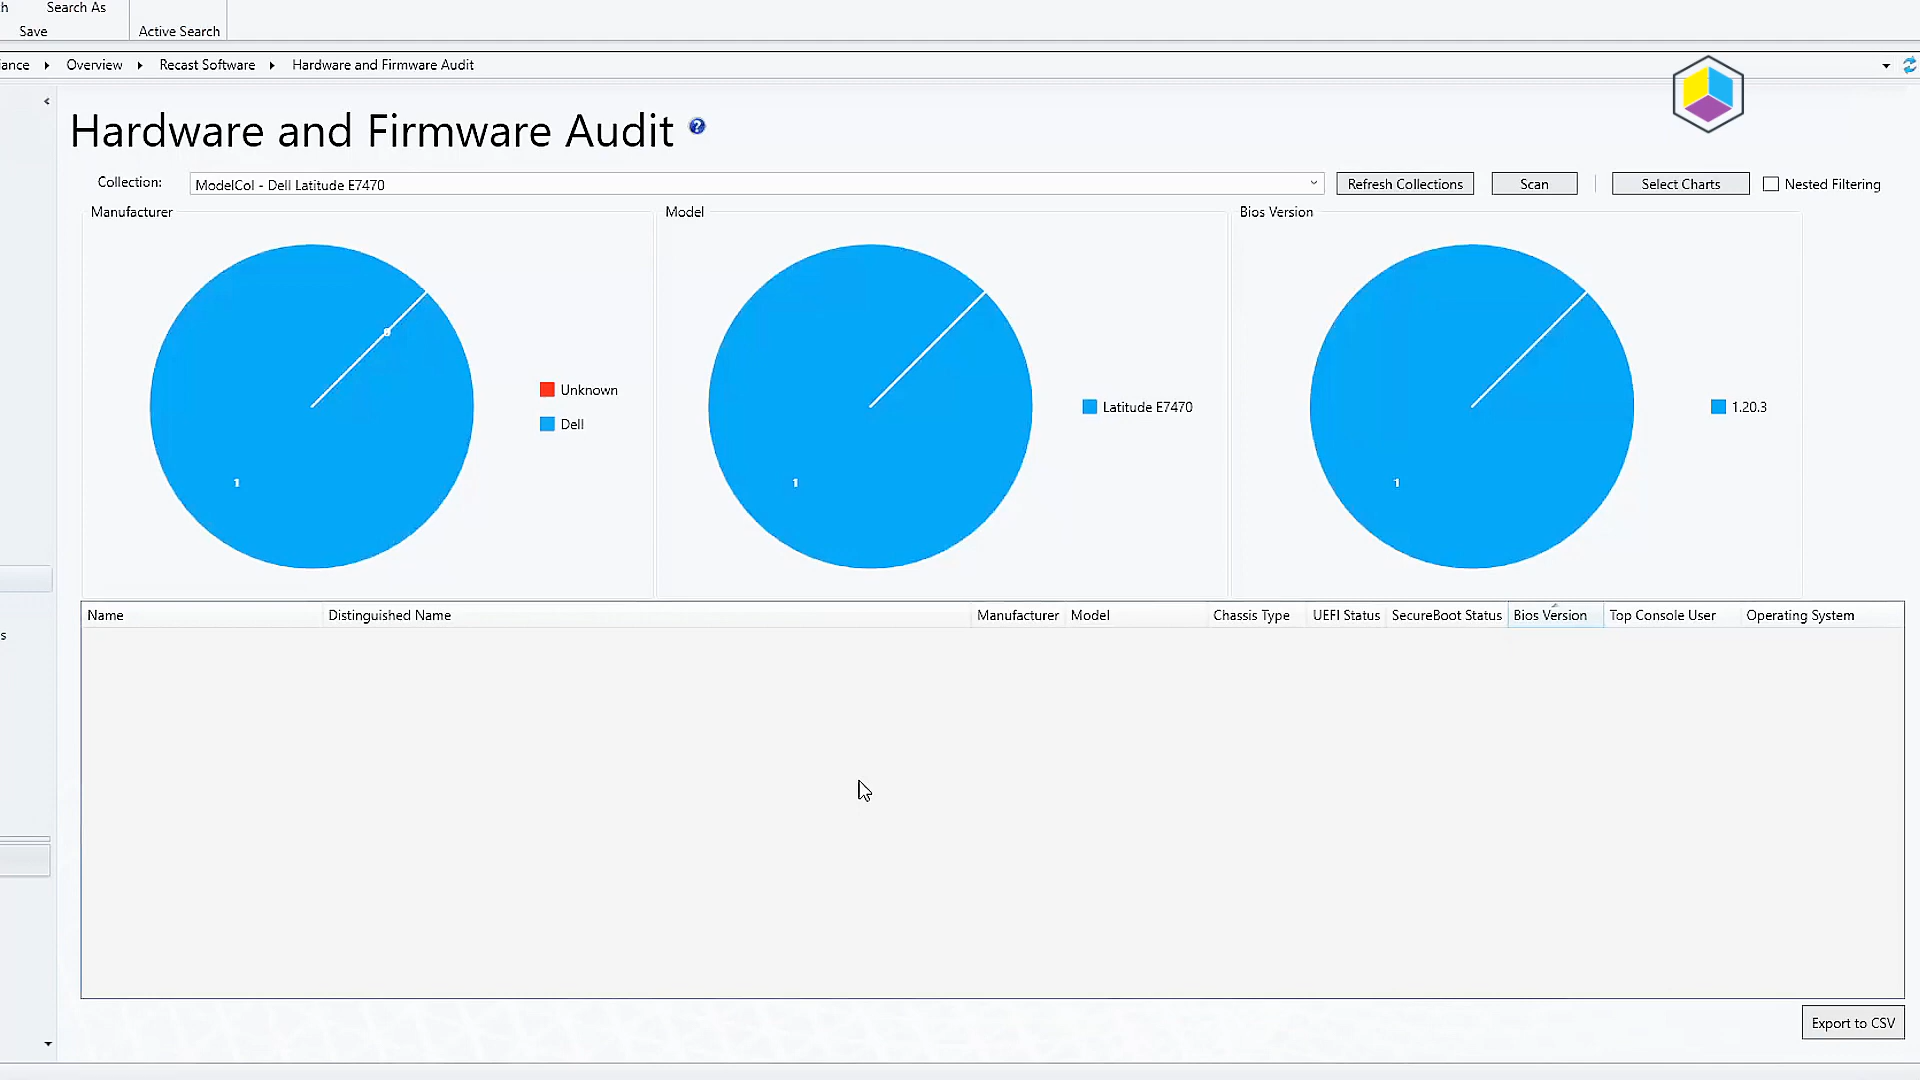 h
Search As
Save
Active Search
iance
Overview
Recast Software
Hardware and Firmware Audit
Hardware and Firmware Audit
Collection:
ModelCol - Dell Latitude E7470
Refresh Collections
Scan
Select Charts
Nested Filtering
Manufacturer
Model
Bios Version
0
Unknown
Dell
Latitude E7470
1.20.3
1
1
1
Name
Distinguished Name
Manufacturer
Model
Chassis Type
UEFI Status
SecureBoot Status
Bios Version
Top Console User
Operating System
s
Export to CSV